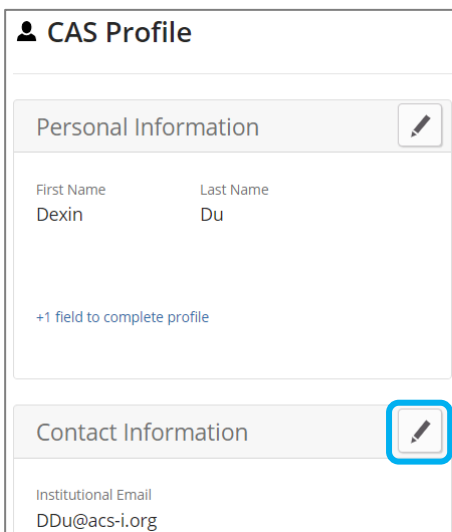 CAS Profile
Personal Information
First Name Last Name
Dexin Du
+1 field to complete profile
Contact Information
Institutional Email
DDu@acs-i.org